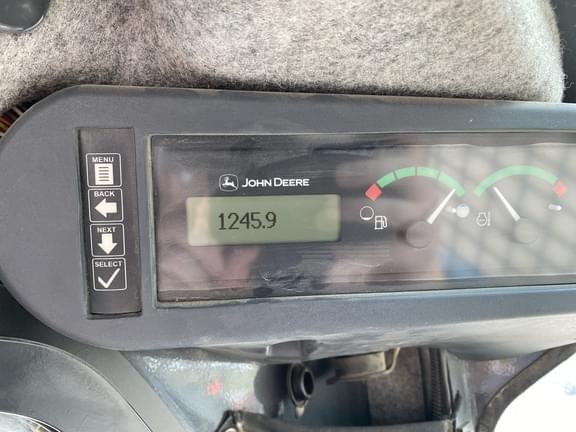 MENU
BACK
NEXT
SELECT
JOHN DEERE
1245.9